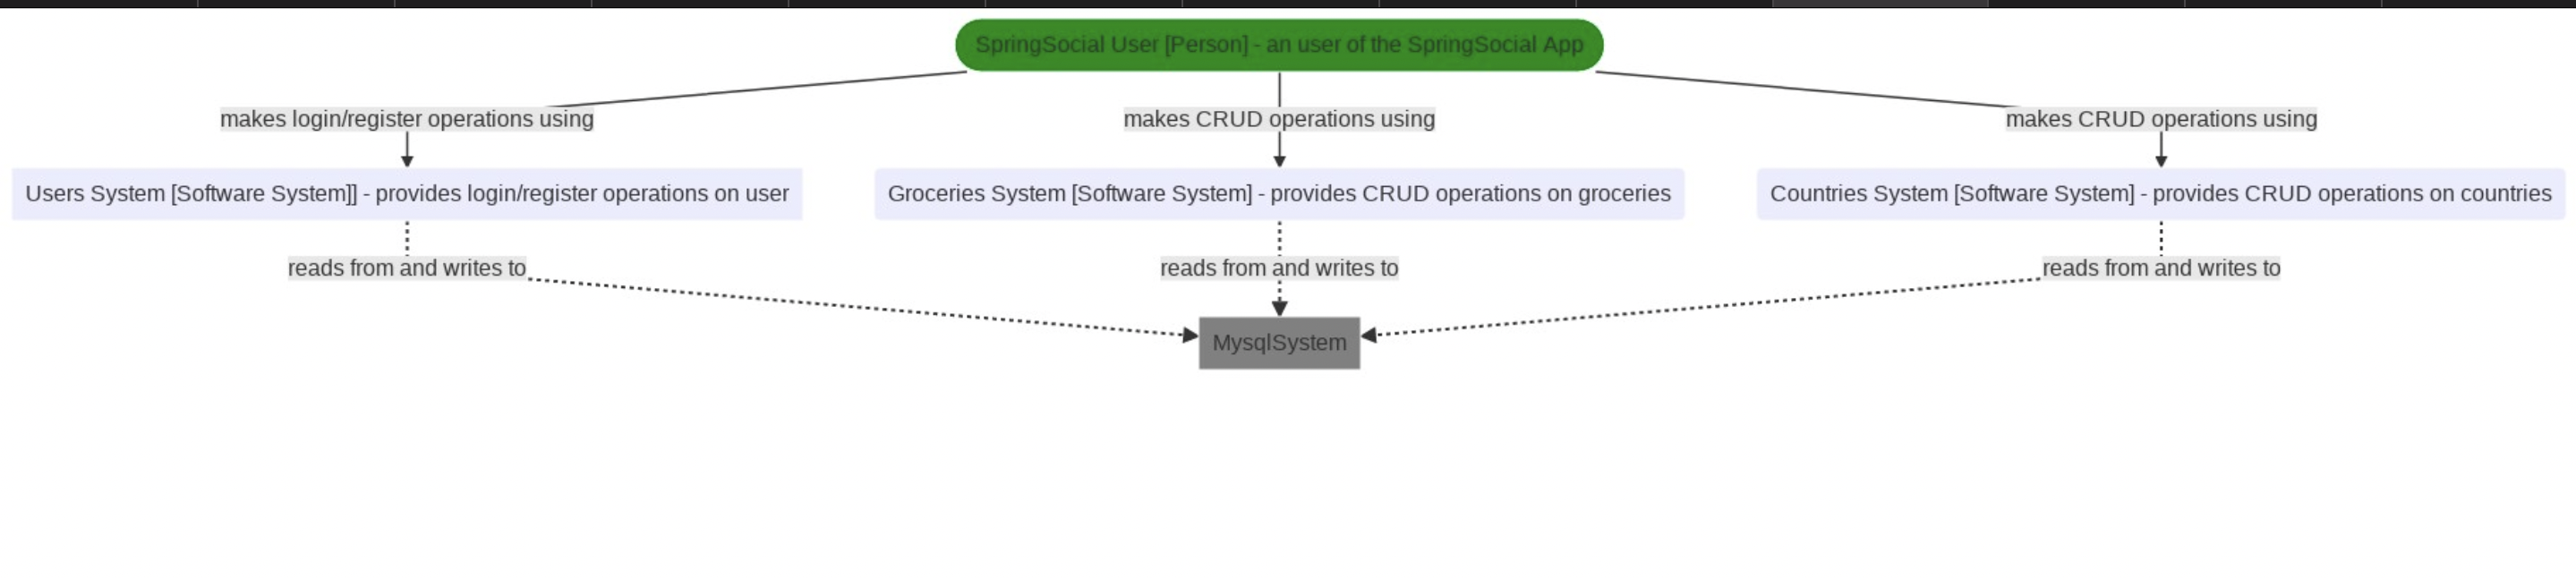 SpringSocial User [Person] - an user of the SpringSocial App
makes login/register operations using
makes CRUD operations using
makes CRUD operations using
Users System [Software System]] - provides login/register operations on user
Groceries System [Software System] - provides CRUD operations on groceries
Countries System [Software System] - provides CRUD operations on countries
reads from and writes to
reads from and writes to
reads from and writes to
MysqlSystem